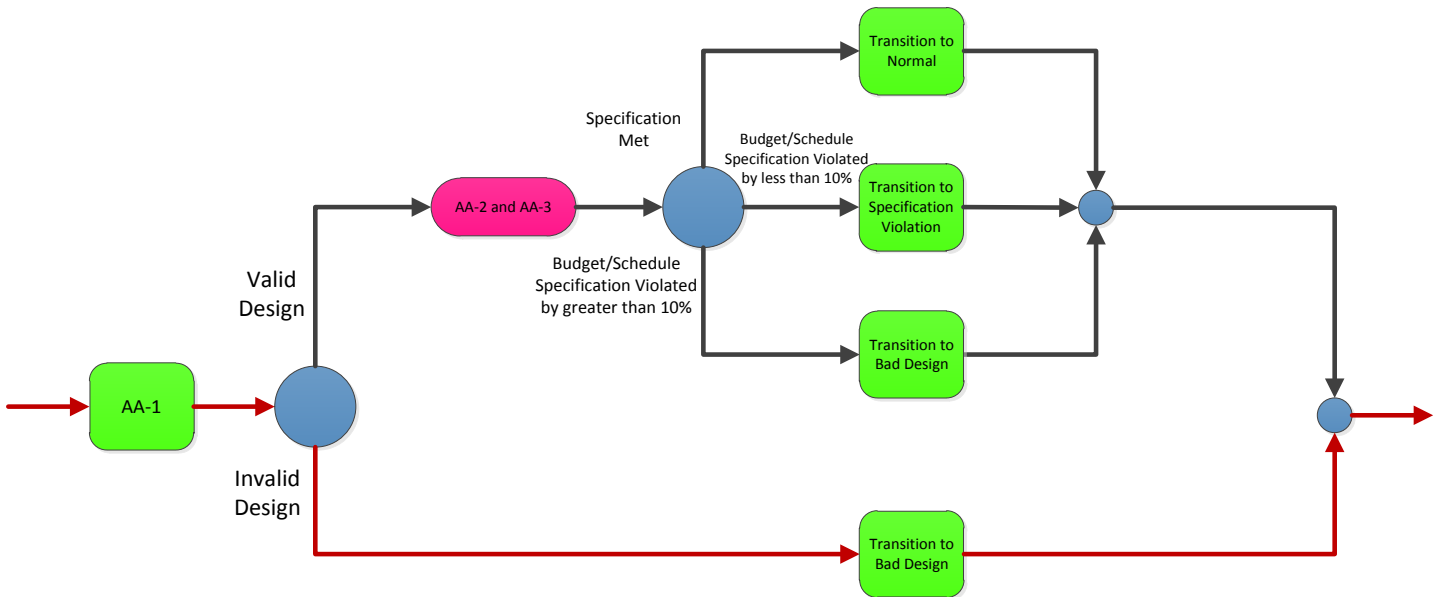 Transition to
Normal
Specification
Met
Budget/Schedule
Specification Violated
by less than 10%
Transition to
Specification
Violation
AA-2 and AA-3
Budget/Schedule
Specification Violated
by greater than 10%
Valid
Design
Transition to
Bad Design
AA-1
Invalid
Design
Transition to
Bad Design